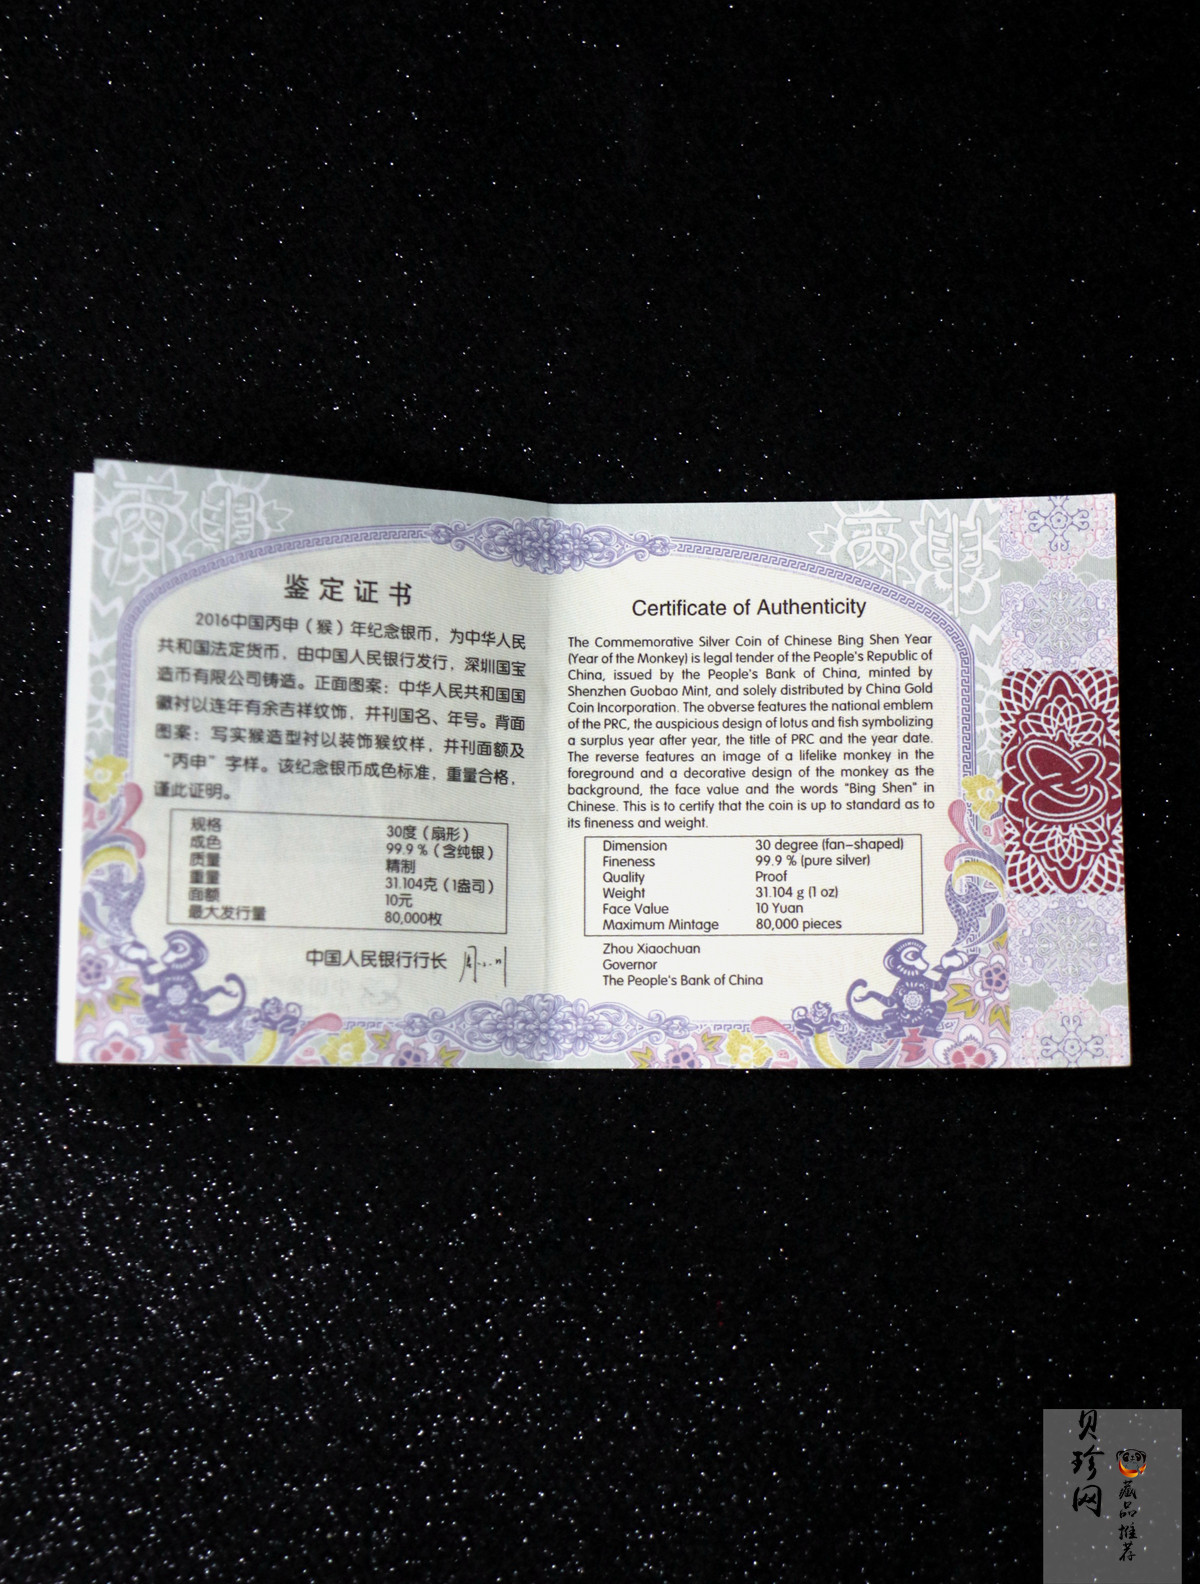 鉴定证书
2016中国丙申（猴）年纪念银币，为中华人民
共和国法定货币，由中国人民银行发行，深圳国宝
造币有限公司铸造。正面图案：中华人民共和国国
徽衬以连年有余吉祥纹饰，并刊国名、年号。背面
图案：写实猴造型衬以装饰猴纹样，并刊面额及
“丙申”字样。该纪念银币成色标准，重量合格，
谨此证明。
规格 30度（扇形）
成色 99.9％（含纯银）
质量 精制
重量 31.104克（1盎司）
面额 10元
最大发行量 80,000枚
中国人民银行行长
Certificate of Authenticity
The Commemorative Silver Coin of Chinese Bing Shen Year
(Year of the Monkey) is legal tender of the People's Republic of
China, issued by the People's Bank of China, minted by
Shenzhen Guobao Mint, and solely distributed by China Gold
Coin Incorporation. The obverse features the national emblem
of the PRC, the auspicious design of lotus and fish symbolizing
a surplus year after year, the title of PRC and the year date.
The reverse features an image of a lifelike monkey in the
foreground and a decorative design of the monkey as the
background, the face value and the words "Bing Shen" in
Chinese. This is to certify that the coin is up to standard as to
its fineness and weight.
Dimension 30 degree (fan-shaped)
Fineness 99.9 % (pure silver)
Quality Proof
Weight 31.104 g (1 oz)
Face Value 10 Yuan
Maximum Mintage 80,000 pieces
Zhou Xiaochuan
Governor
The People's Bank of China
贝珍网
藏品推荐